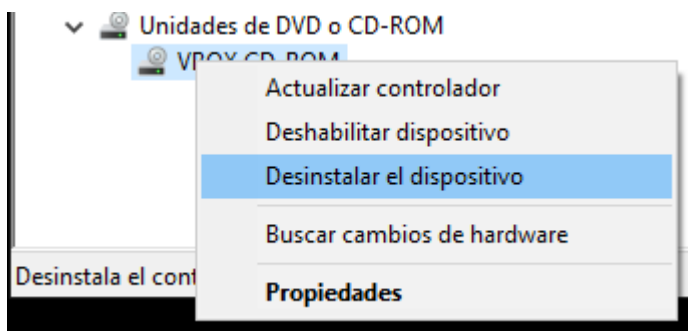 Unidades de DVD o CD-ROM
VBOX CD-ROM
Actualizar controlador
Deshabilitar dispositivo
Desinstalar el dispositivo
Buscar cambios de hardware
Desinstala el cont
Propiedades